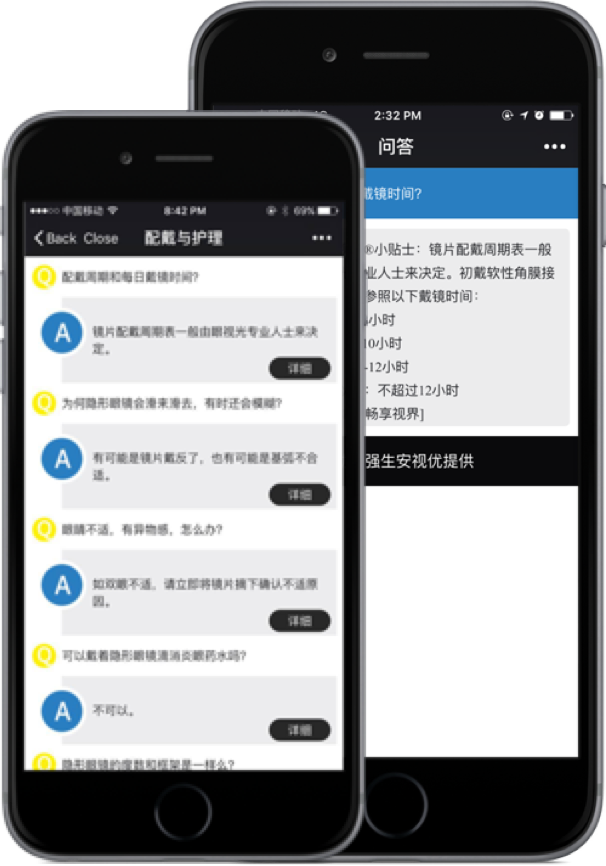 中国移动
8:42 PM
69%
Back Close
配戴与护理
Q
配戴周期和每日戴镜时间?
A
镜片配戴周期表一般由眼视光专业人士来决
定。
详细
Q
为何隐形眼镜会滑来滑去，有时还会模糊?
A
有可能是镜片戴反了，也有可能是基弧不合
适。
详细
Q
眼睛不适，有异物感，怎么办?
A
如双眼不适，请立即将镜片摘下确认不适原
因。
详细
Q
可以戴着隐形眼镜滴消炎眼药水吗?
A
不可以。
详细
Q
隐形眼镜的度数和框架是一样么?
2:32 PM
问答
戴镜时间?
®小贴士：镜片配戴周期表一般
业人士来决定。初戴软性角膜接
参照以下戴镜时间：
小时
10小时
-12小时
：不超过12小时
畅享视界]
强生安视优提供